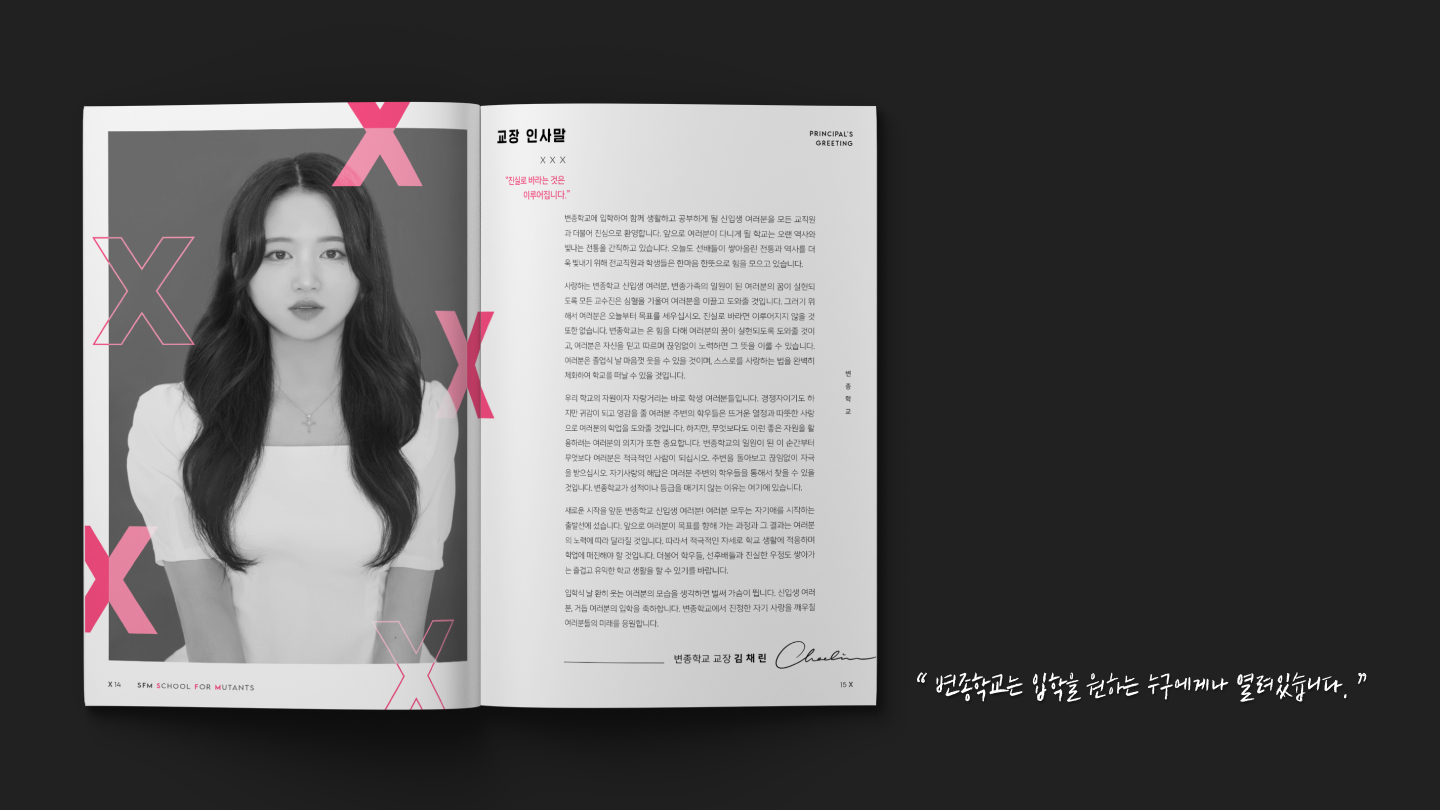 교장 인사말
X X X
“진실로 바라는 것은
이루어집니다.”
PRINCIPAL'S
GREETING
변종학교에 입학하여 함께 생활하고 공부하게 될 신입생 여러분을 모든 교직원
과 더불어 진심으로 환영합니다. 앞으로 여러분이 다니게 될 학교는 오랜 역사와
빛나는 전통을 간직하고 있습니다. 오늘도 선배들이 쌓아올린 전통과 역사를 더
욱 빛내기 위해 전교직원과 학생들은 한마음 한뜻으로 힘을 모으고 있습니다.
사랑하는 변종학교 신입생 여러분, 변종가족의 일원이 된 여러분의 꿈이 실현되
도록 모든 교수진은 심혈을 기울여 여러분을 이끌고 도와줄 것입니다. 그러기 위
해서 여러분은 오늘부터 목표를 세우십시오. 진실로 바라면 이루어지지 않을 것
또한 없습니다. 변종학교는 온 힘을 다해 여러분의 꿈이 실현되도록 도와줄 것이
고, 여러분은 자신을 믿고 따르며 끊임없이 노력하면 그 뜻을 이룰 수 있습니다.
여러분은 졸업식 날 마음껏 웃을 수 있을 것이며, 스스로를 사랑하는 법을 완벽히
체화하여 학교를 떠날 수 있을 것입니다.
우리 학교의 자원이자 자랑거리는 바로 학생 여러분들입니다. 경쟁자이기도 하
지만 귀감이 되고 영감을 줄 여러분 주변의 학우들은 뜨거운 열정과 따뜻한 사랑
으로 여러분의 학업을 도와줄 것입니다. 하지만, 무엇보다도 이런 좋은 자원을 활
용하려는 여러분의 의지가 또한 중요합니다. 변종학교의 일원이 된 이 순간부터
무엇보다 여러분은 적극적인 사람이 되십시오. 주변을 돌아보고 끊임없이 자극
을 받으십시오. 자기사랑의 해답은 여러분 주변의 학우들을 통해서 찾을 수 있을
것입니다. 변종학교가 성적이나 등급을 매기지 않는 이유는 여기에 있습니다.
새로운 시작을 앞둔 변종학교 신입생 여러분! 여러분 모두는 자기애를 시작하는
출발선에 섰습니다. 앞으로 여러분이 목표를 향해 가는 과정과 그 결과는 여러분
의 노력에 따라 달라질 것입니다. 따라서 적극적인 자세로 학교 생활에 적응하며
학업에 매진해야 할 것입니다. 더불어 학우들, 선후배들과 진실한 우정도 쌓아가
는 즐겁고 유익한 학교 생활을 할 수 있기를 바랍니다.
입학식 날 환히 웃는 여러분의 모습을 생각하면 벌써 가슴이 뜁니다. 신입생 여러
분, 거듭 여러분의 입학을 축하합니다. 변종학교에서 진정한 자기 사랑을 깨우칠
여러분들의 미래를 응원합니다.
변종학교 교장 김 채 린 Chaelin
변
종
학
교
X 14 SFM SCHOOL FOR MUTANTS
15 X
“ 변종학교는 입학을 원하는 누구에게나 열려있습니다. ”